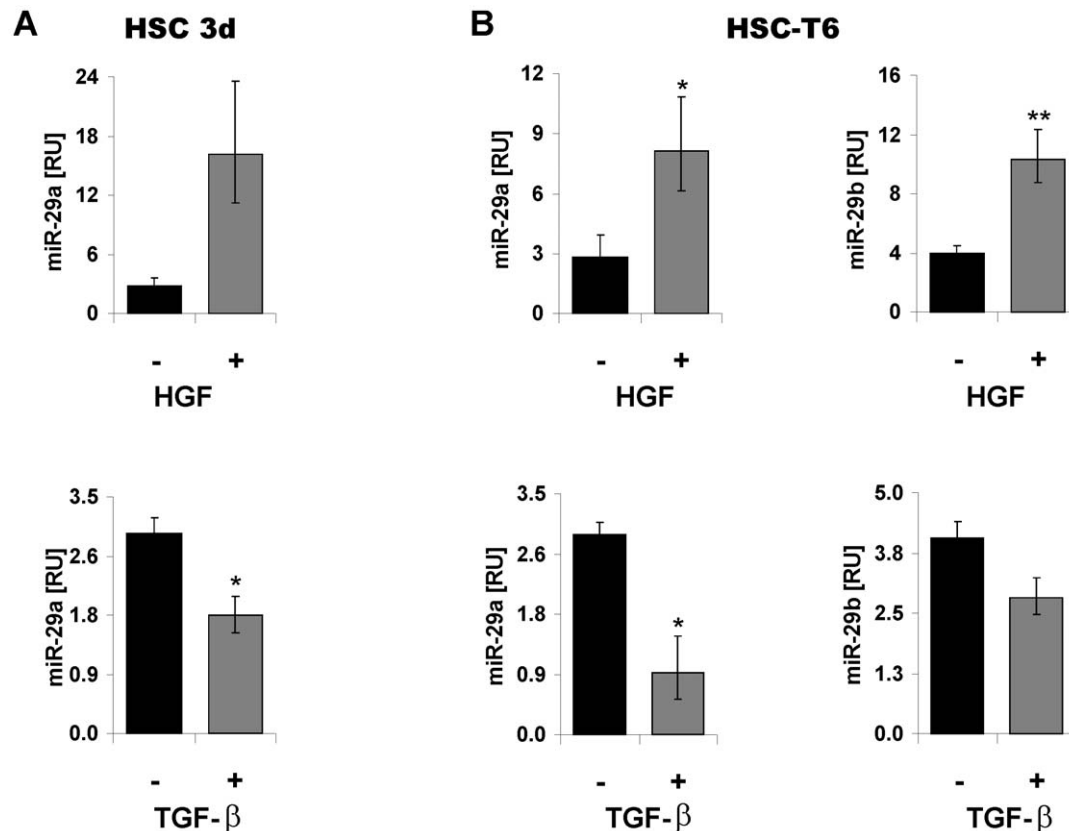 A HSC 3d
24
18
12
6
0
miR-29a [RU]
- +
HGF
B HSC-T6
12
9
6
3
0
miR-29a [RU]
*
- +
HGF
16
12
8
4
0
miR-29b [RU]
**
- +
HGF
3.5
2.6
1.8
0.9
0.0
miR-29a [RU]
*
- +
TGF-β
3.5
2.6
1.8
0.9
0.0
miR-29a [RU]
*
- +
TGF-β
5.0
3.8
2.5
1.3
0.0
miR-29b [RU]
- +
TGF-β